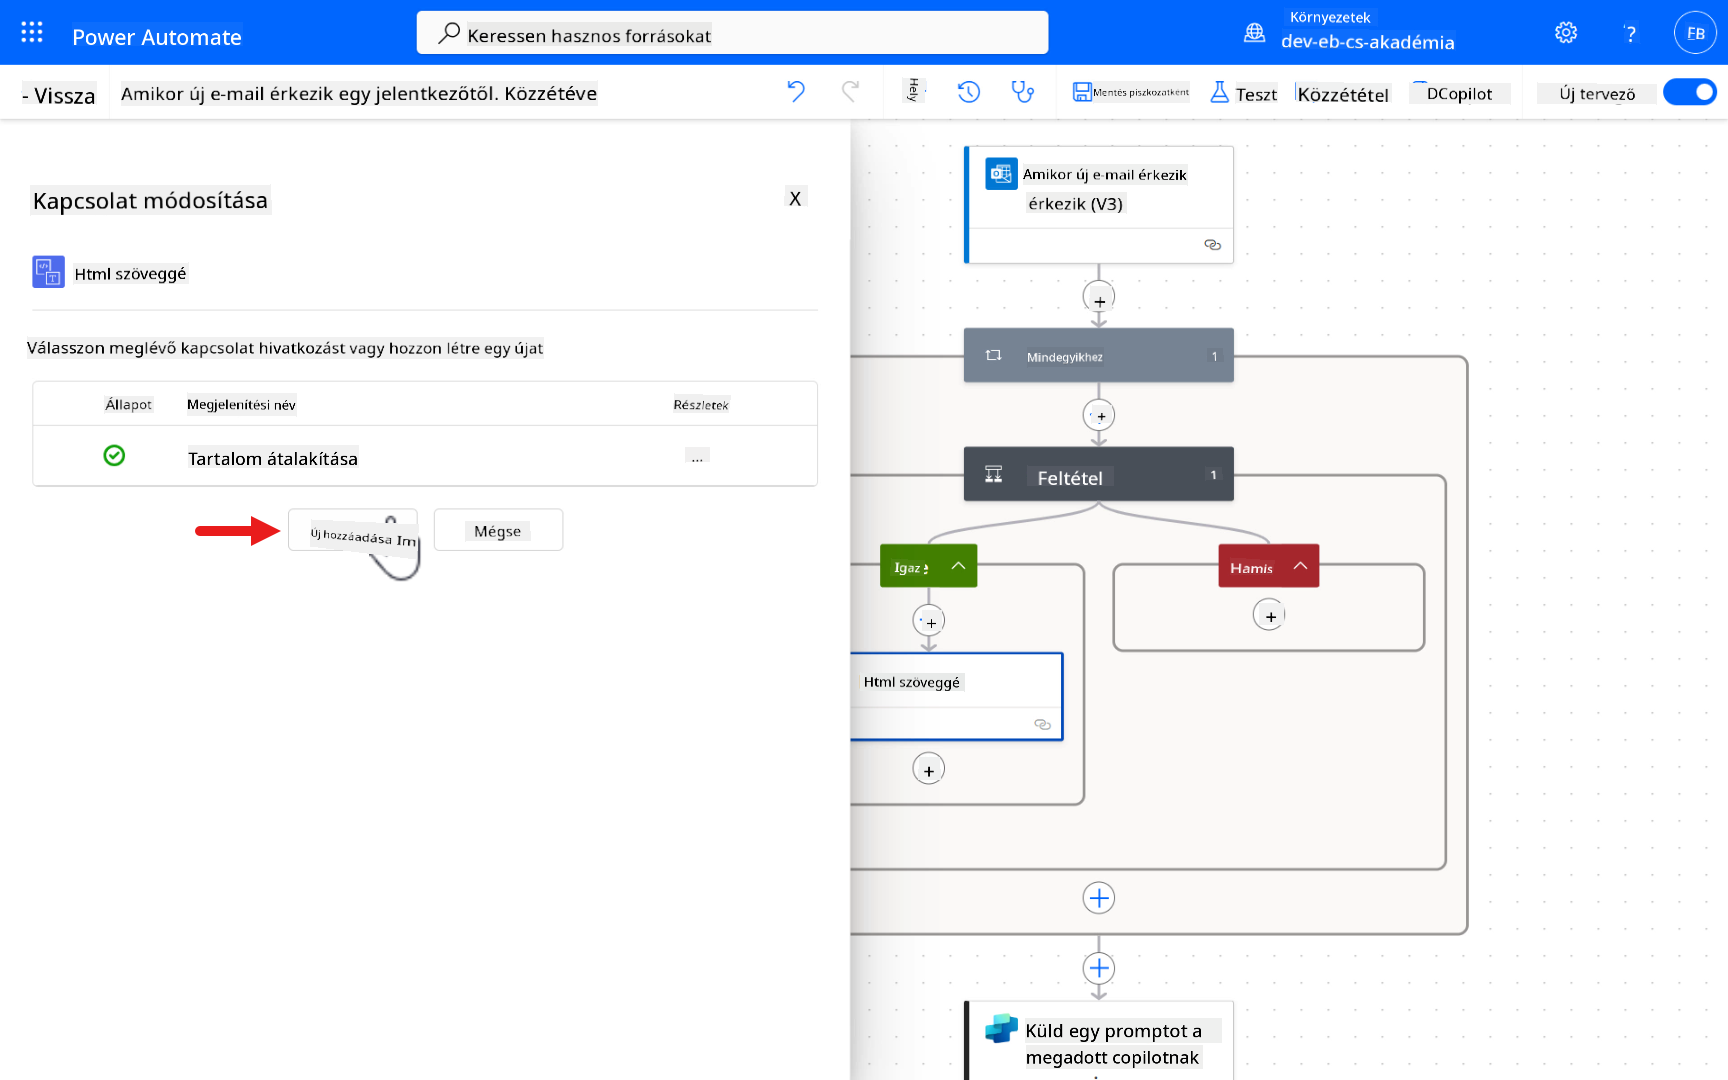 Power Automate
Keressen hasznos forrásokat
Környezetek
dev-eb-cs-akadémia
?
FB
- Vissza
Amikor új e-mail érkezik egy jelentkezőtől. Közzétéve
Hely
Mentés piszkozatként
Teszt
Közzététel
DCopilot
Új tervező
Kapcsolat módosítása
X
Html szöveggé
Válasszon meglévő kapcsolat hivatkozást vagy hozzon létre egy újat
Állapot
Megjelenítési név
Részletek
Tartalom átalakítása
...
Új hozzáadása Im
Mégse
Amikor új e-mail érkezik
érkezik (V3)
Mindegyikhez
1
Feltétel
1
Igaz
Hamis
Html szöveggé
Küld egy promptot a
megadott copilotnak